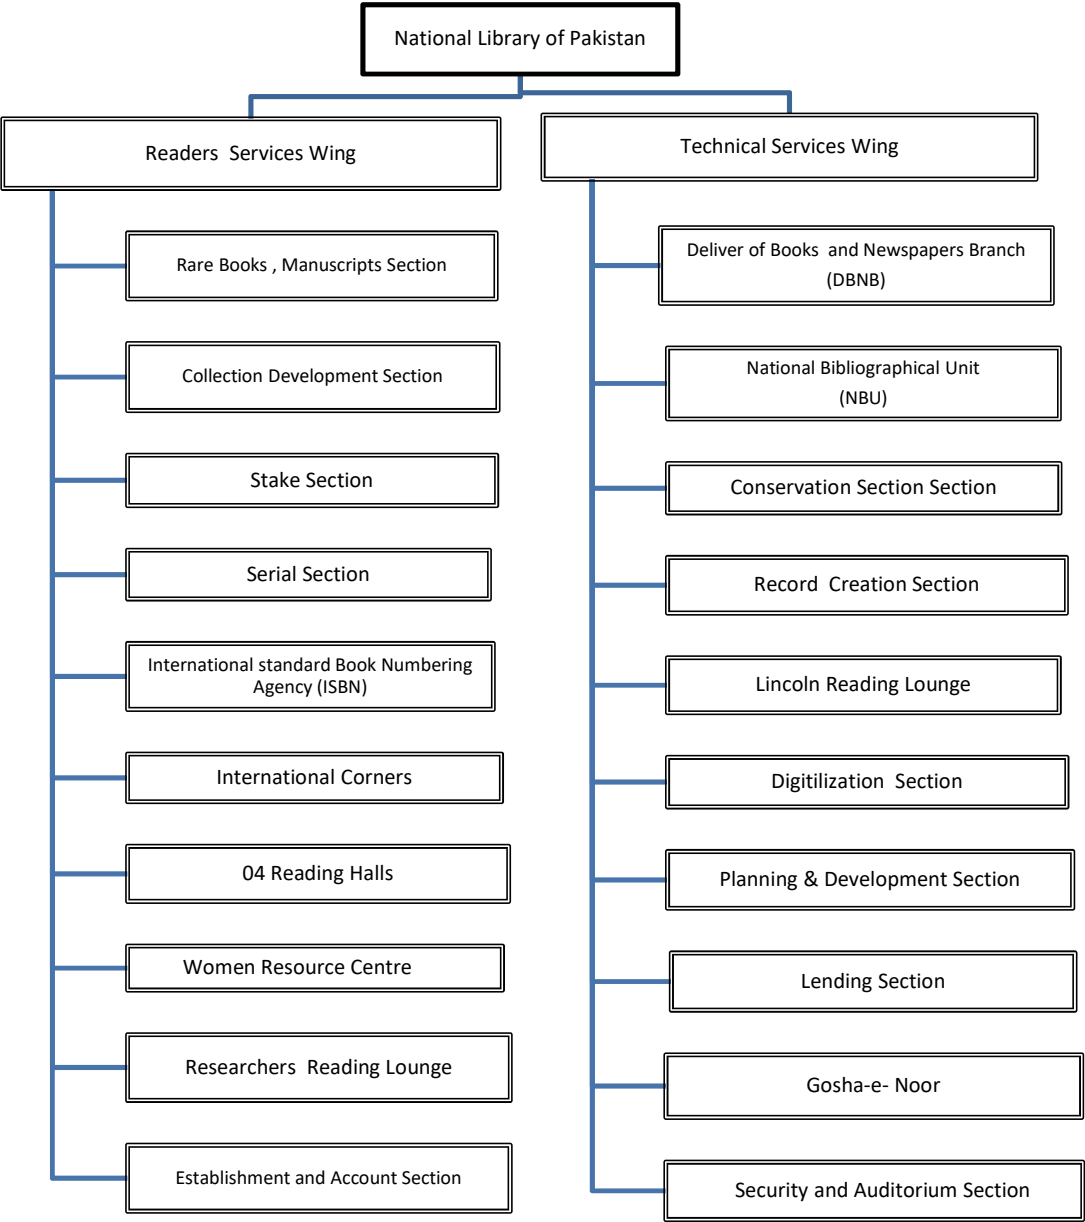 National Library of Pakistan
Readers Services Wing
Rare Books , Manuscripts Section
Collection Development Section
Stake Section
Serial Section
International standard Book Numbering
Agency (ISBN)
International Corners
04 Reading Halls
Women Resource Centre
Researchers Reading Lounge
Establishment and Account Section
Technical Services Wing
Deliver of Books and Newspapers Branch
(DBNB)
National Bibliographical Unit
(NBU)
Conservation Section Section
Record Creation Section
Lincoln Reading Lounge
Digitilization Section
Planning & Development Section
Lending Section
Gosha-e- Noor
Security and Auditorium Section